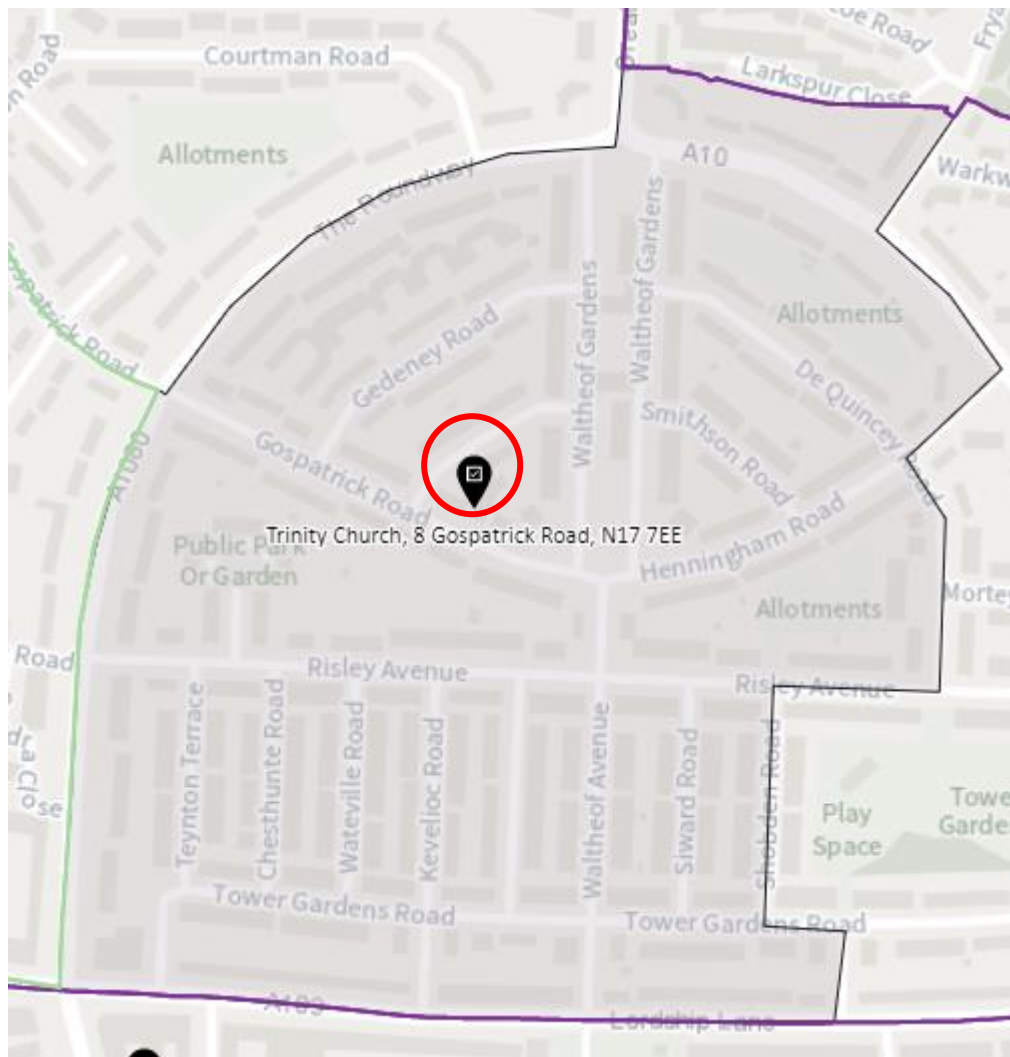 Courtman Road
Larkspur Close
Allotments
A10
The Roundway
Waltheof Gardens
Waltheof Gardens
Gedeney Road
Allotments
De Quincey Road
Smithson Road
Gospatrick Road
Gospatrick Road
A1080
Trinity Church, 8 Gospatrick Road, N17 7EE
Public Park
Or Garden
Henningham Road
Allotments
Road
Risley Avenue
Risley Avenue
Teynton Terrace
Chesthunte Road
Wateville Road
Kevelioc Road
Waltheof Avenue
Siward Road
Shobden Road
Play
Space
Close
Tower Gardens Road
Tower Gardens Road
Lordship Lane